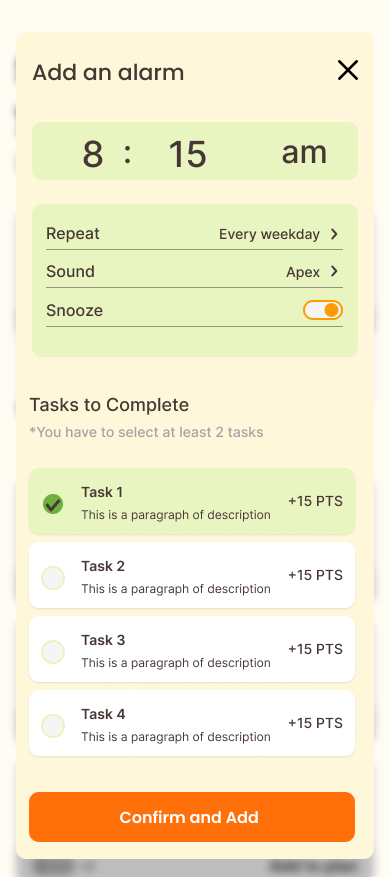 Add an alarm
8 : 15 am
Repeat Every weekday
Sound Apex
Snooze
Tasks to Complete
*You have to select at least 2 tasks
Task 1
+15 PTS
This is a paragraph of description
Task 2
+15 PTS
This is a paragraph of description
Task 3
+15 PTS
This is a paragraph of description
Task 4
+15 PTS
This is a paragraph of description
Confirm and Add